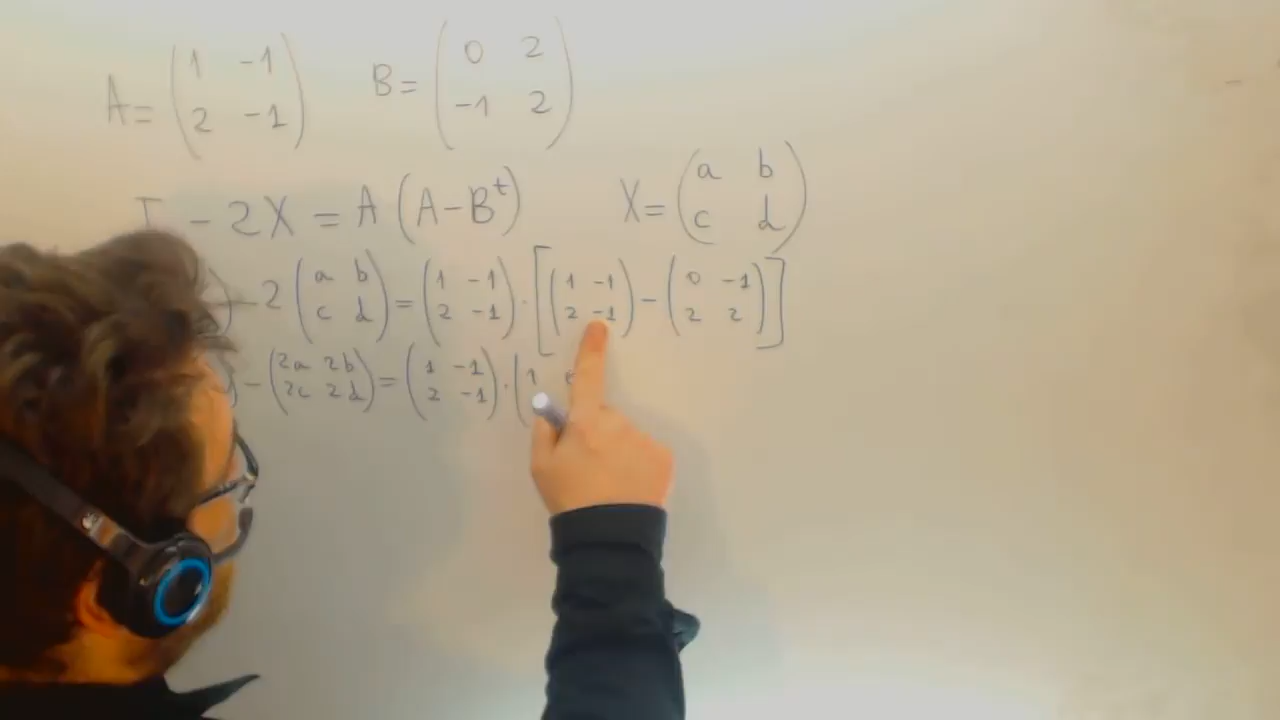 A = ( 1 -1 ; 2 -1 ) B = ( 0 2 ; -1 2 )
I - 2X = A (A - B^t) X = ( a b ; c d )
) - 2 ( a b ; c d ) = ( 1 -1 ; 2 -1 ) · [ ( 1 -1 ; 2 -1 ) - ( 0 -1 ; 2 2 ) ]
) - ( 2a 2b ; 2c 2d ) = ( 1 -1 ; 2 -1 ) · ( 1